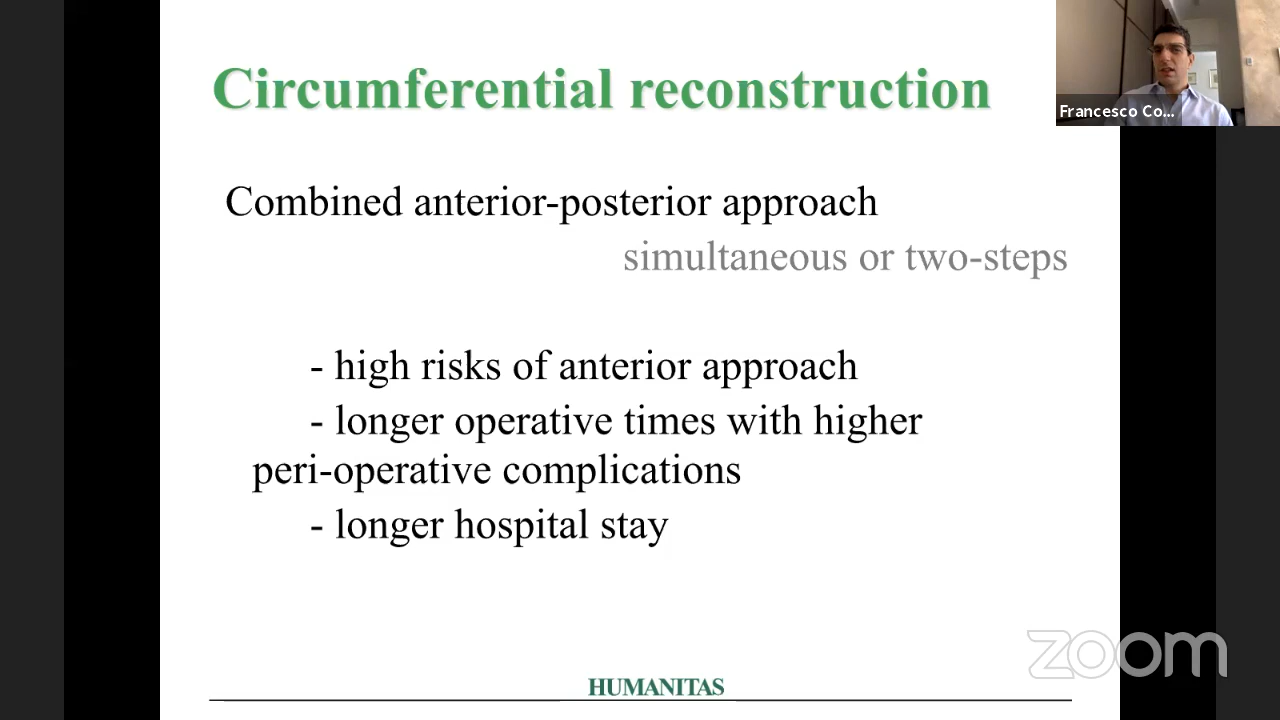 Circumferential reconstruction
Francesco Co...
Combined anterior-posterior approach
simultaneous or two-steps
- high risks of anterior approach
- longer operative times with higher
peri-operative complications
- longer hospital stay
zoom
HUMANITAS